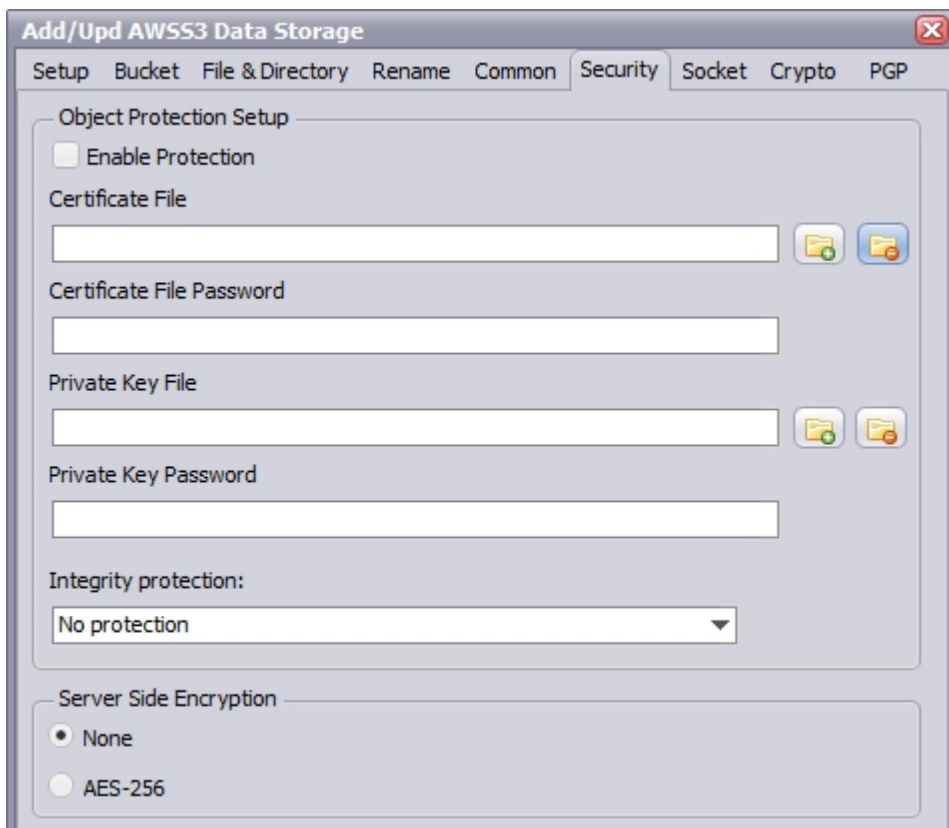 Add/Upd AWSS3 Data Storage
Setup Bucket File & Directory Rename Common Security Socket Crypto PGP
Object Protection Setup
Enable Protection
Certificate File
Certificate File Password
Private Key File
Private Key Password
Integrity protection:
No protection
Server Side Encryption
None
AES-256